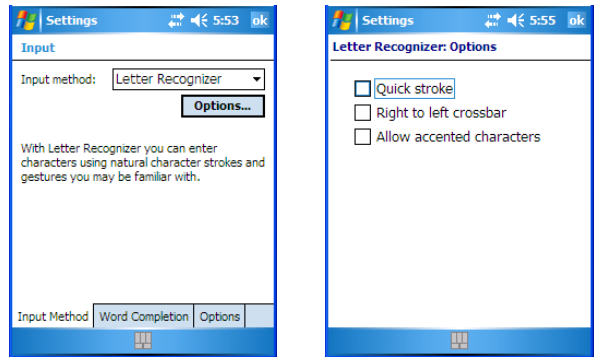 Settings 5:53 ok
Input
Input method: Letter Recognizer
Options...
With Letter Recognizer you can enter
characters using natural character strokes and
gestures you may be familiar with.
Input Method Word Completion Options
Settings 5:55 ok
Letter Recognizer: Options
Quick stroke
Right to left crossbar
Allow accented characters